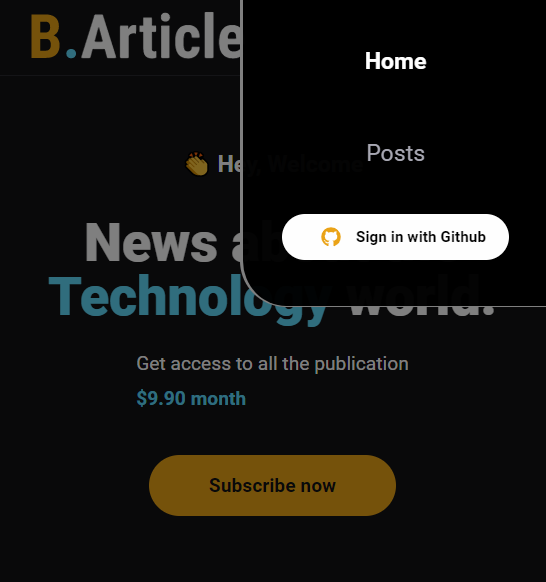 B.Article
Home
Posts
Sign in with Github
👋 Hey, Welcome
News ab
Technology world.
Get access to all the publication
$9.90 month
Subscribe now